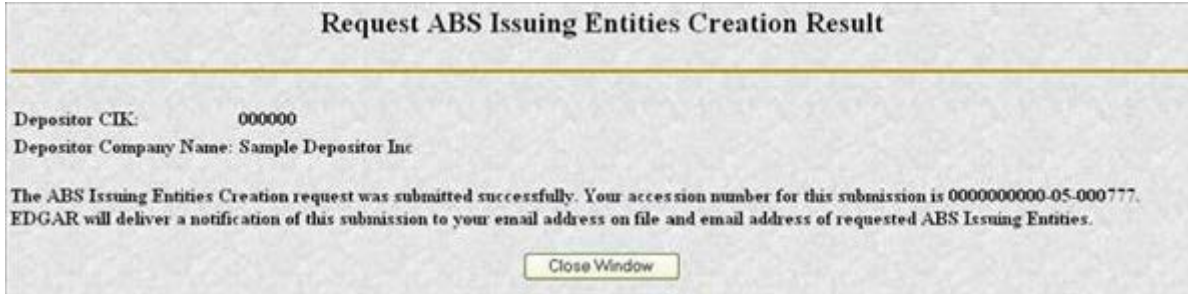 Request ABS Issuing Entities Creation Result
Depositor CIK: 000000
Depositor Company Name: Sample Depositor Inc
The ABS Issuing Entities Creation request was submitted successfully. Your accession number for this submission is 0000000000-05-000777.
EDGAR will deliver a notification of this submission to your email address on file and email address of requested ABS Issuing Entities.
Close Window